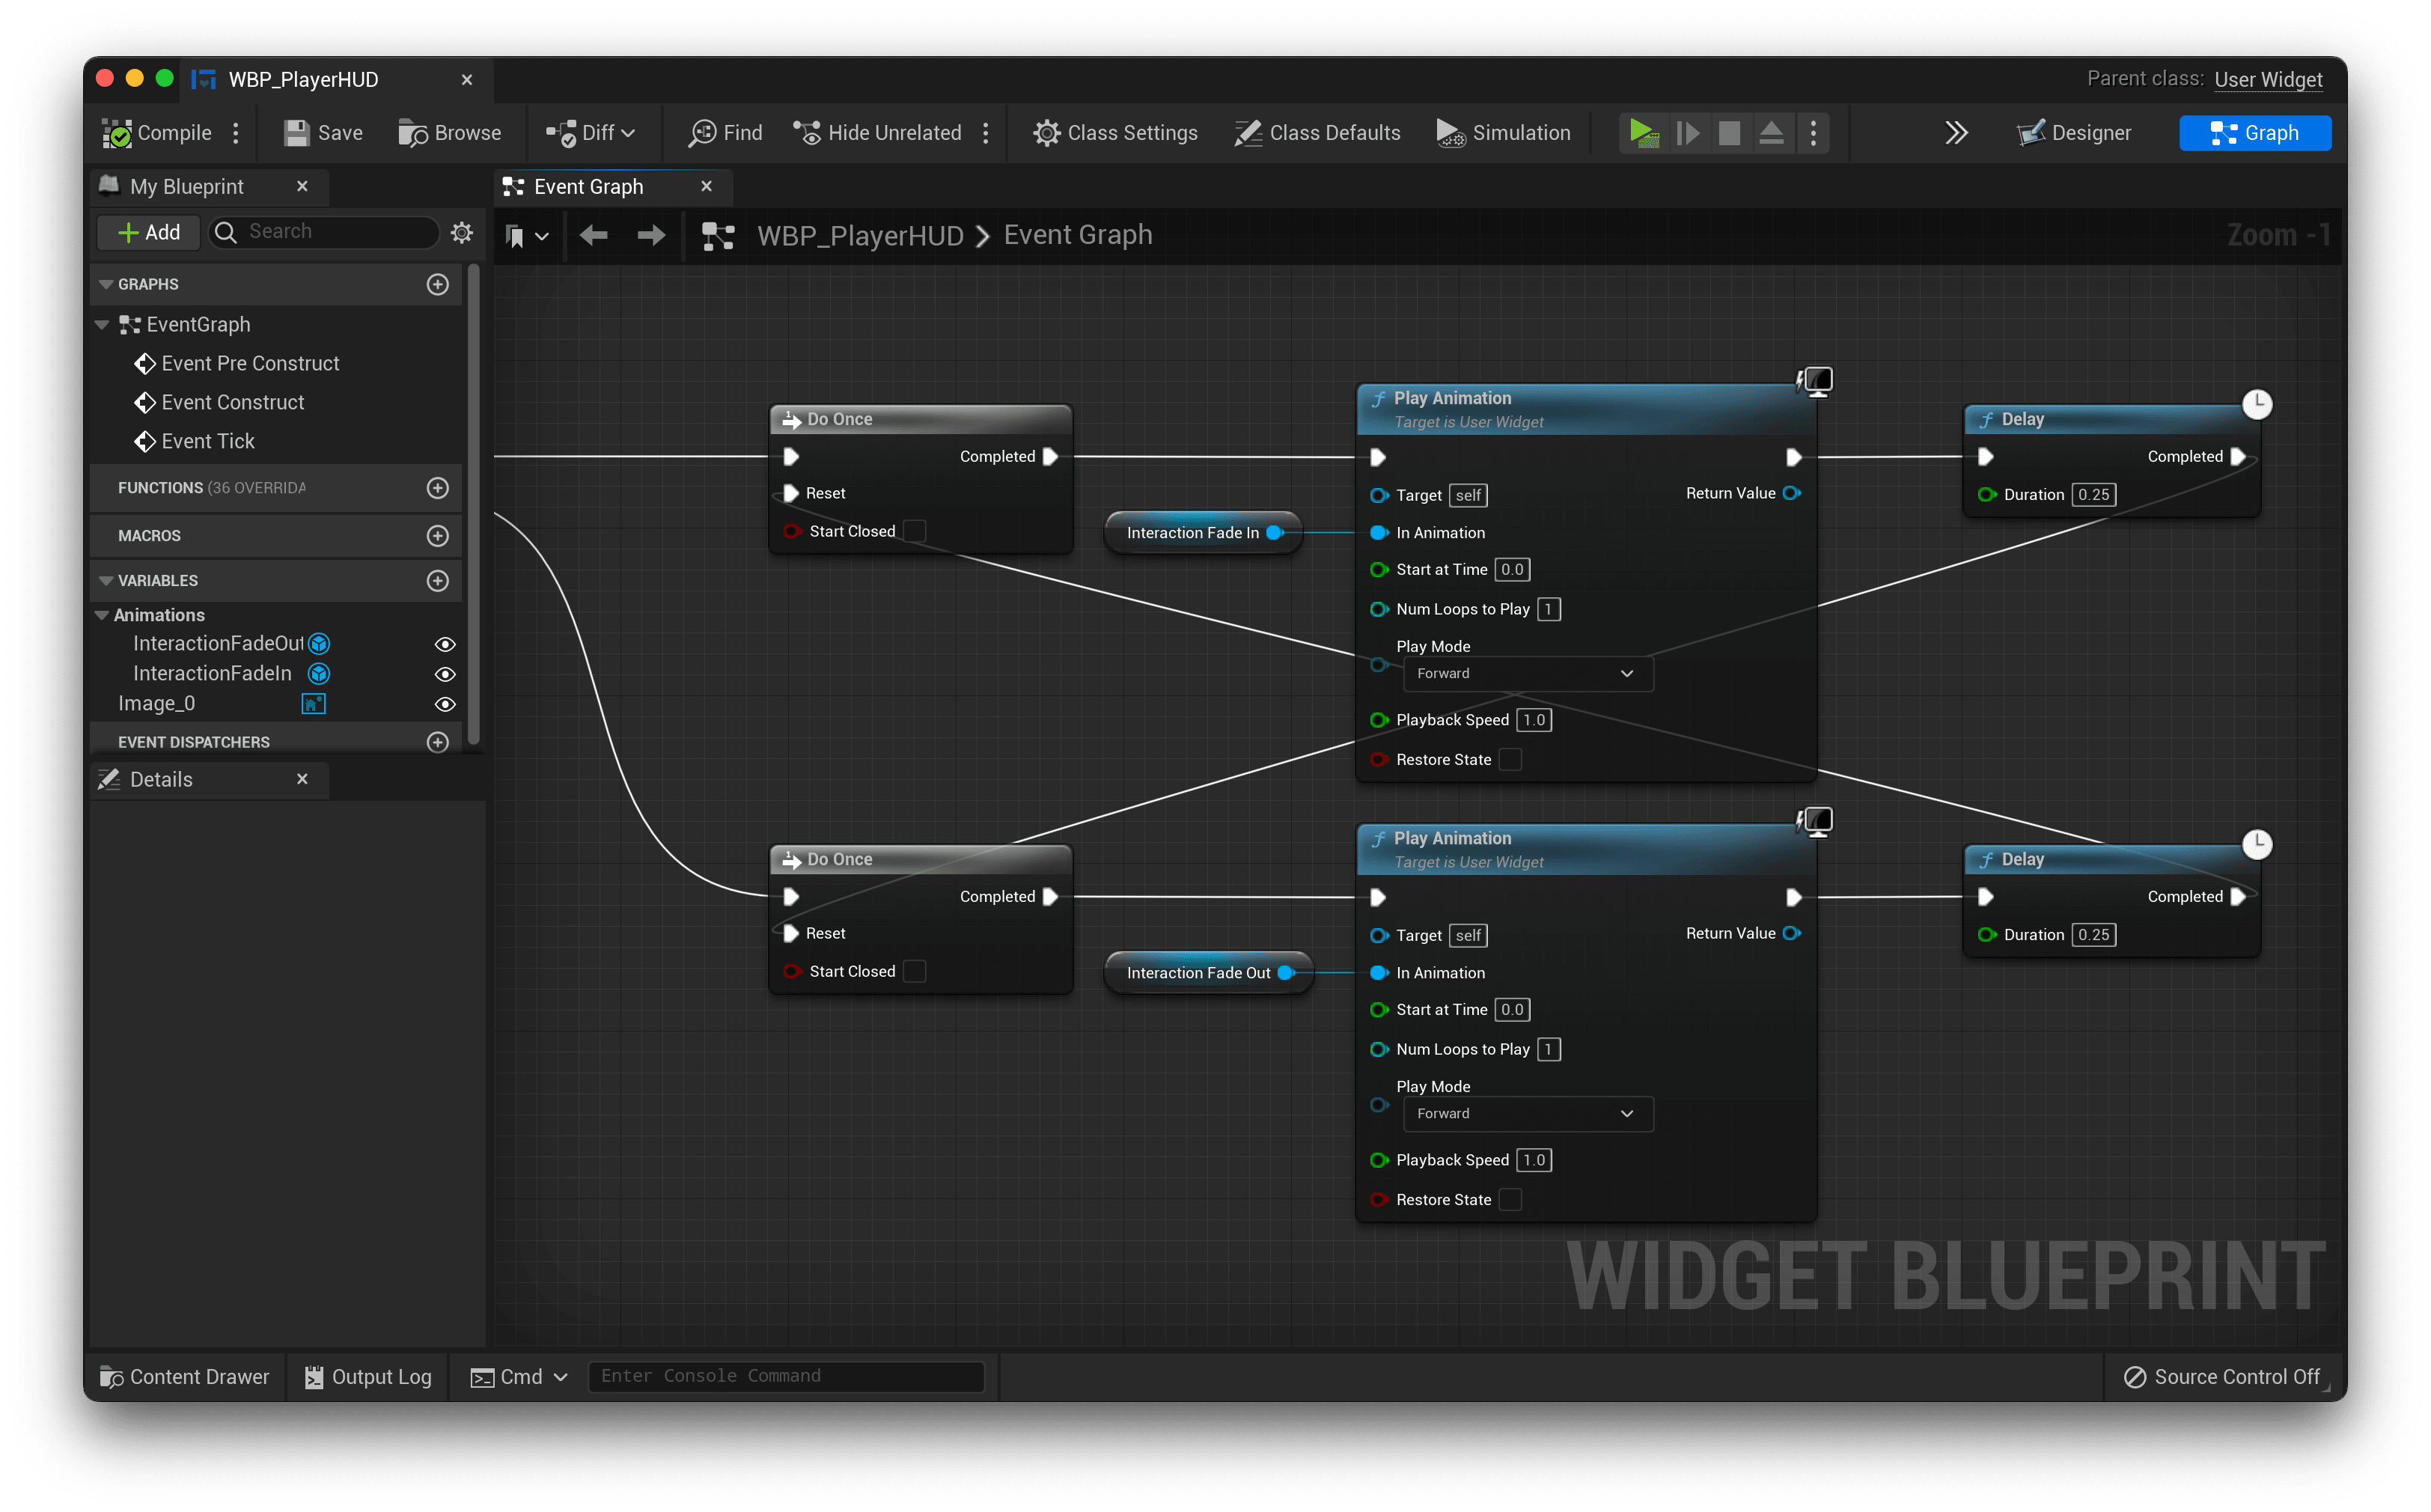 WBP_PlayerHUD
Parent class: User Widget
Compile
Save
Browse
Diff
Find
Hide Unrelated
Class Settings
Class Defaults
Simulation
Designer
Graph
My Blueprint
Event Graph
Add
Search
WBP_PlayerHUD
Event Graph
Zoom -1
GRAPHS
EventGraph
Event Pre Construct
Event Construct
Event Tick
FUNCTIONS (36 OVERRIDA
MACROS
VARIABLES
Animations
InteractionFadeOut
InteractionFadeIn
Image_0
EVENT DISPATCHERS
Details
Do Once
Completed
Reset
Start Closed
Interaction Fade In
Play Animation
Target is User Widget
Target self
Return Value
In Animation
Start at Time 0.0
Num Loops to Play 1
Play Mode
Forward
Playback Speed 1.0
Restore State
Delay
Completed
Duration 0.25
Do Once
Completed
Reset
Start Closed
Interaction Fade Out
Play Animation
Target is User Widget
Target self
Return Value
In Animation
Start at Time 0.0
Num Loops to Play 1
Play Mode
Forward
Playback Speed 1.0
Restore State
Delay
Completed
Duration 0.25
WIDGET BLUEPRINT
Content Drawer
Output Log
Cmd
Enter Console Command
Source Control Off